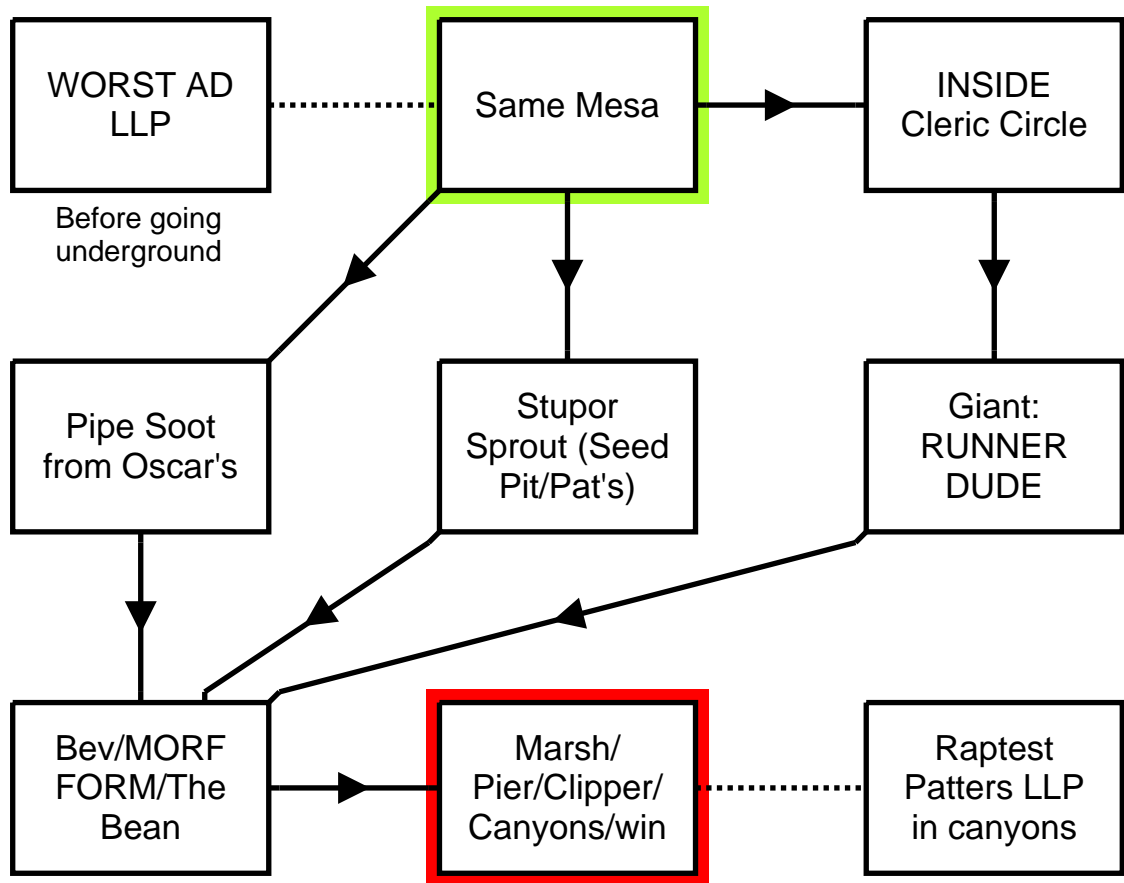 WORST AD
LLP
Same Mesa
INSIDE
Cleric Circle
Before going
underground
Pipe Soot
from Oscar's
Stupor
Sprout (Seed
Pit/Pat's)
Giant:
RUNNER
DUDE
Bev/MORF
FORM/The
Bean
Marsh/
Pier/Clipper/
Canyons/win
Raptest
Patters LLP
in canyons